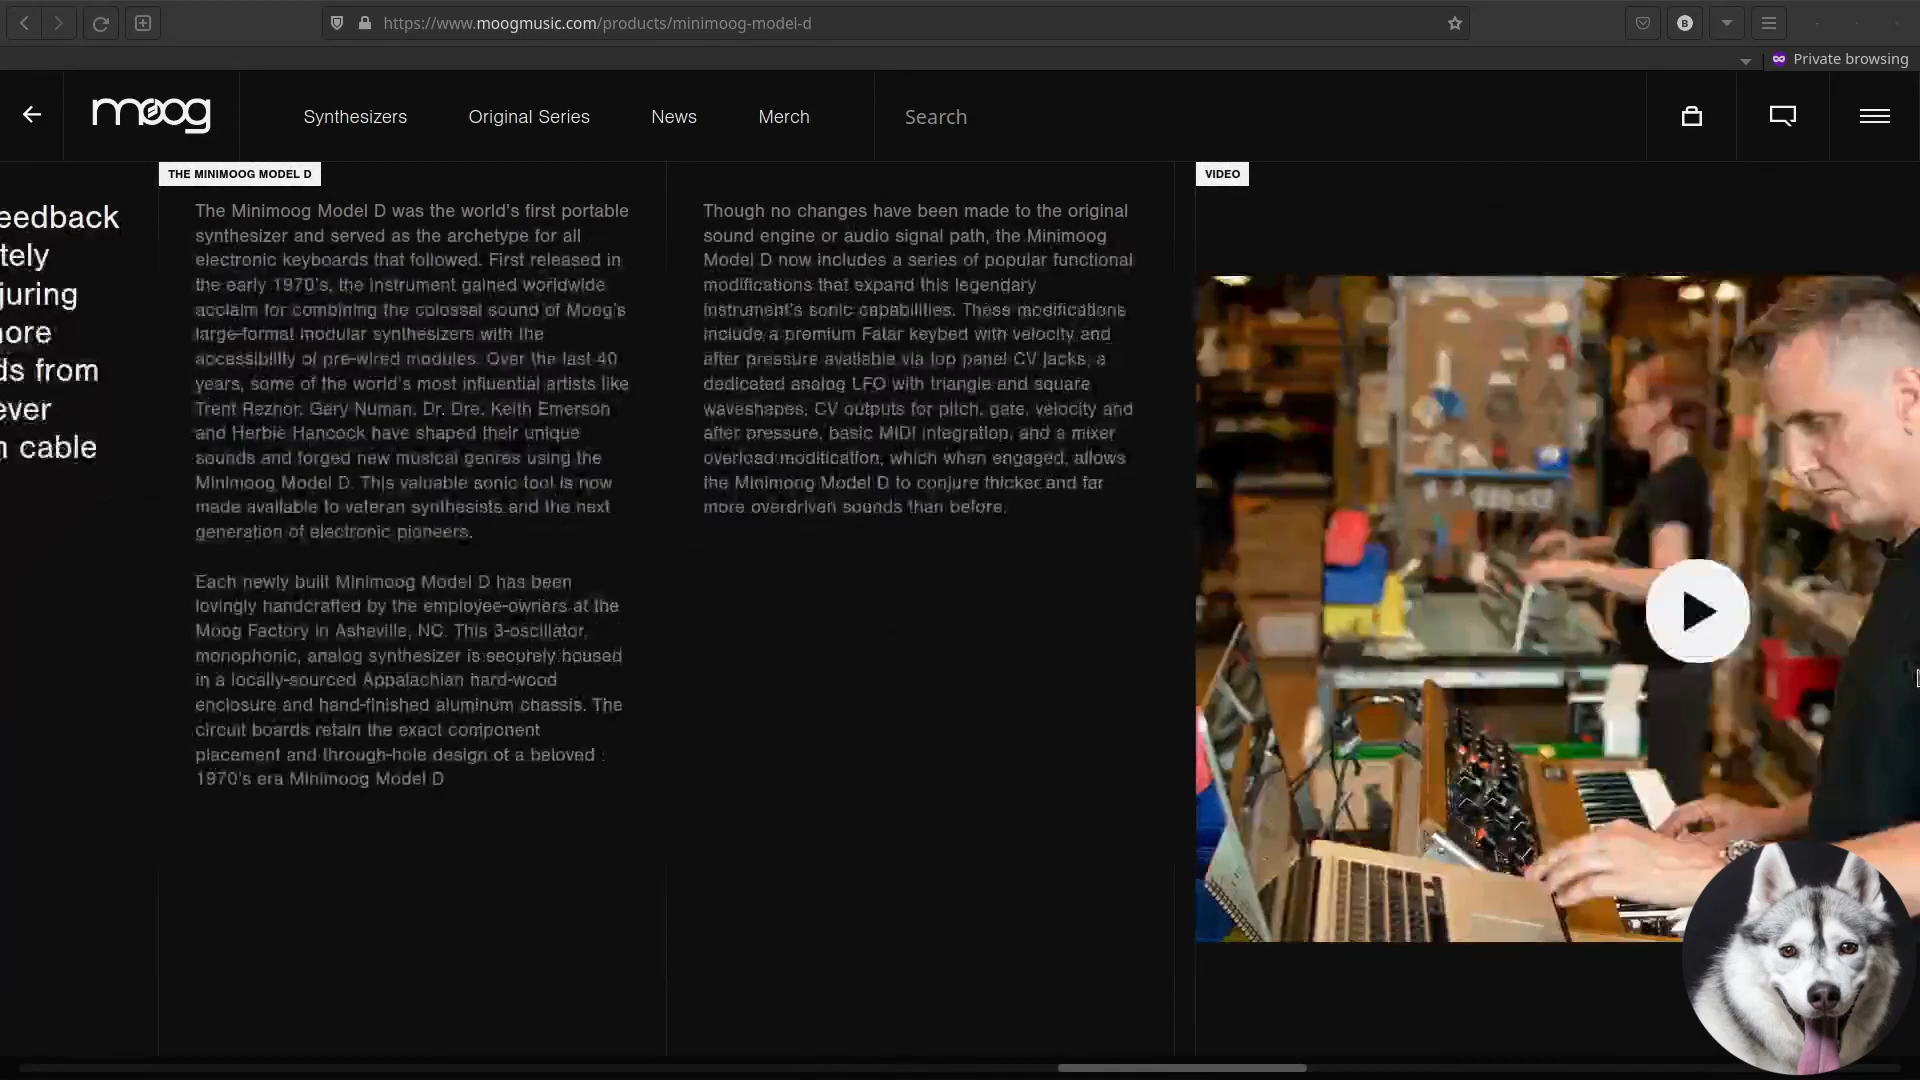 https://www.moogmusic.com/products/minimoog-model-d
B
Private browsing
moog
Synthesizers
Original Series
News
Merch
Search
eedback
tely
juring
nore
ds from
ever
n cable
THE MINIMOOG MODEL D
The Minimoog Model D was the world's first portable
synthesizer and served as the archetype for all
electronic keyboards that followed. First released in
the early 1970's, the instrument gained worldwide
acclaim for combining the colossal sound of Moog's
large-format modular synthesizers with the
accessibility of pre-wired modules. Over the last 40
years, some of the world's most influential artists like
Trent Reznor, Gary Numan, Dr. Dre, Keith Emerson
and Herbie Hancock have shaped their unique
sounds and forged new musical genres using the
Minimoog Model D. This valuable sonic tool is now
made available to veteran synthesists and the next
generation of electronic pioneers.
Each newly built Minimoog Model D has been
lovingly handcrafted by the employee-owners at the
Moog Factory in Asheville, NC. This 3-oscillator,
monophonic, analog synthesizer is securely housed
in a locally-sourced Appalachian hard-wood
enclosure and hand-finished aluminum chassis. The
circuit boards retain the exact component
placement and through-hole design of a beloved
1970's era Minimoog Model D
Though no changes have been made to the original
sound engine or audio signal path, the Minimoog
Model D now includes a series of popular functional
modifications that expand this legendary
instrument's sonic capabilities. These modifications
include a premium Fatar keybed with velocity and
after pressure available via top panel CV jacks, a
dedicated analog LFO with triangle and square
waveshapes, CV outputs for pitch, gate, velocity and
after pressure, basic MIDI integration, and a mixer
overload modification, which when engaged, allows
the Minimoog Model D to conjure thicker and far
more overdriven sounds than before.
VIDEO